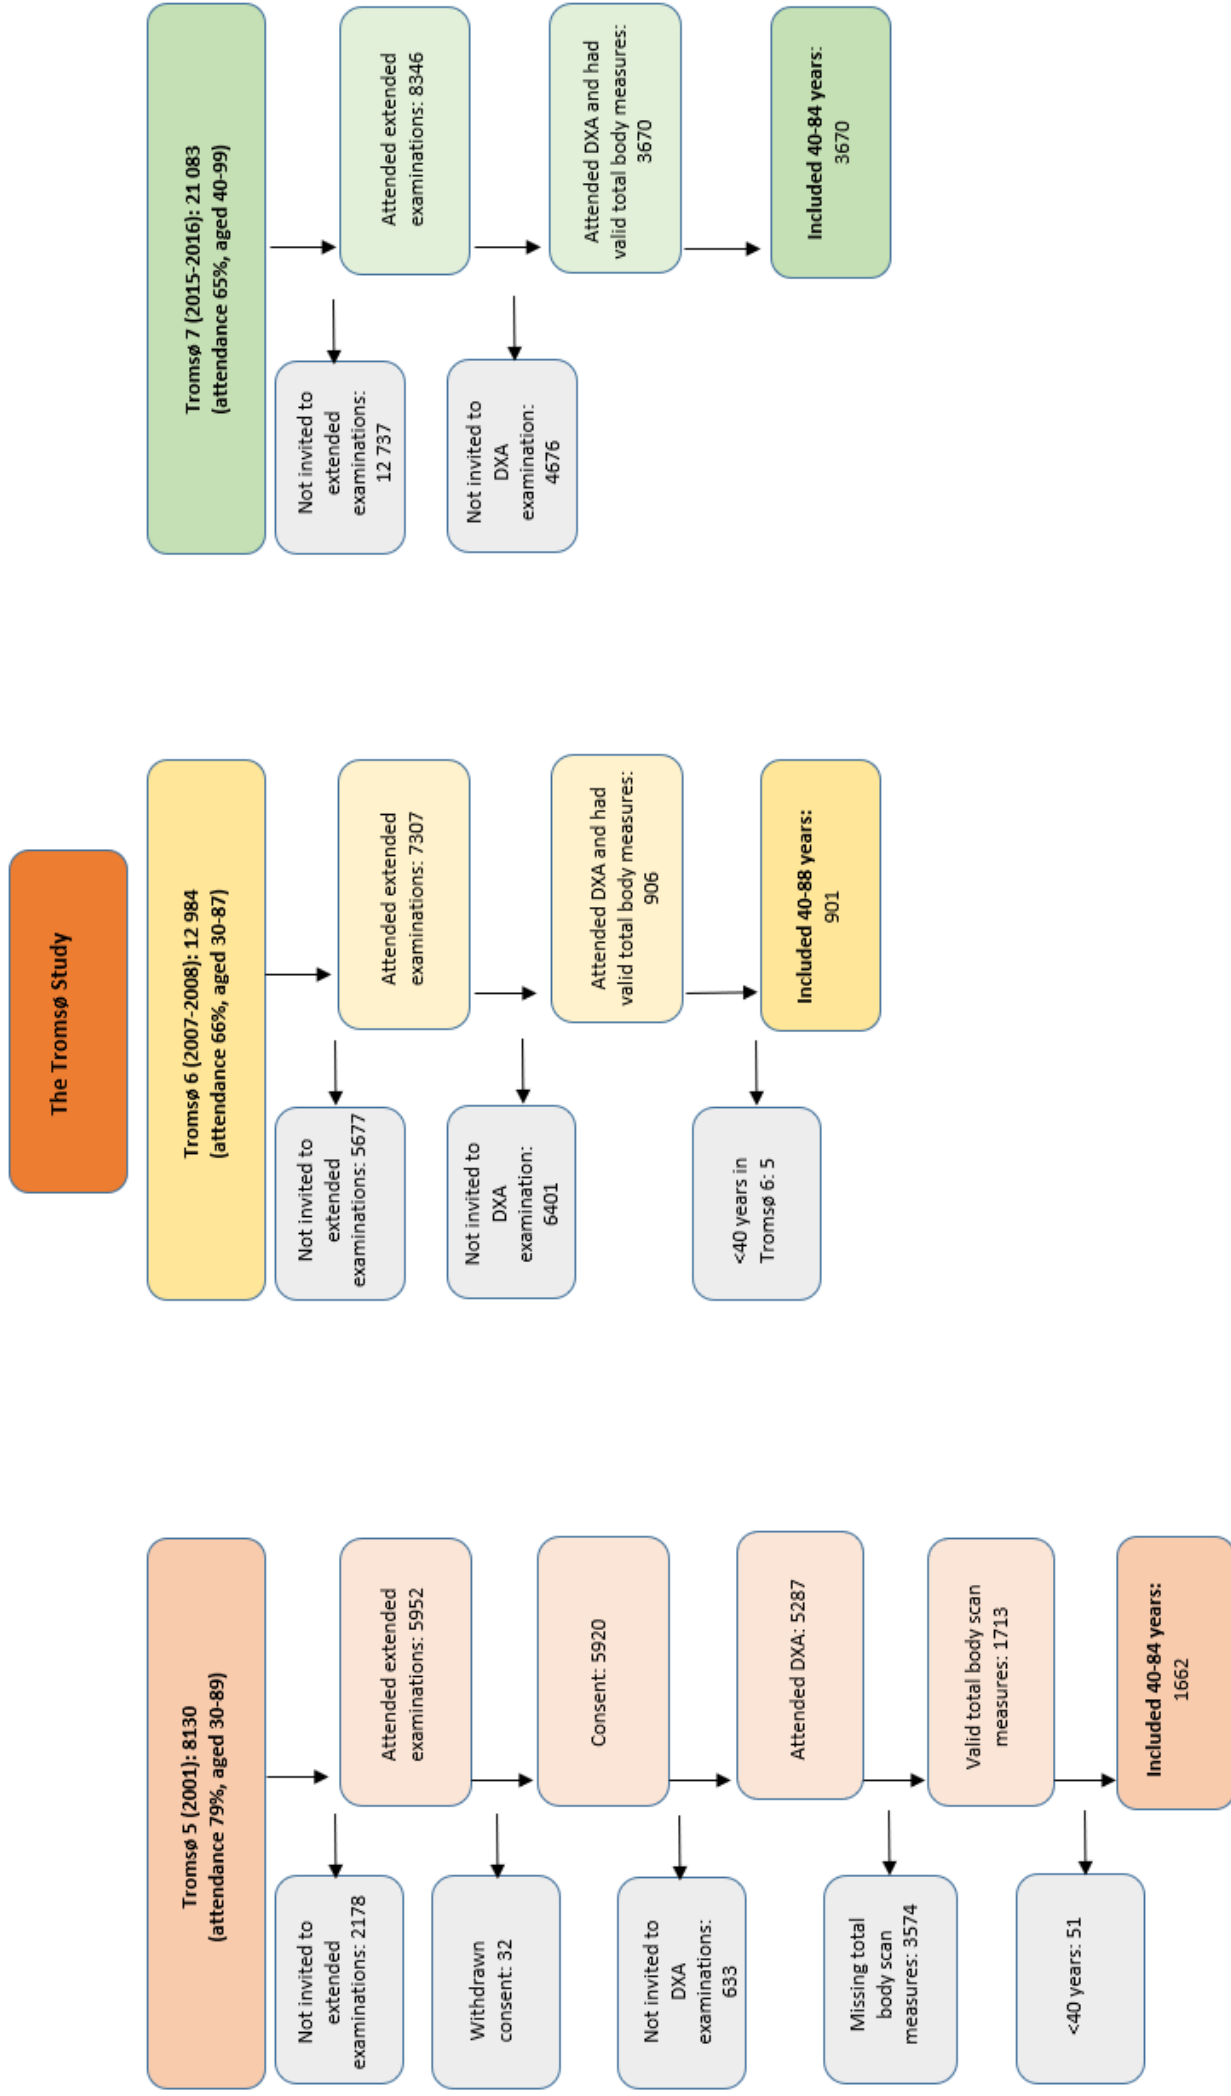 The Tromsø Study
Tromsø 5 (2001): 8130
(attendance 79%, aged 30-89)
Not invited to
extended
examinations: 2178
Attended extended
examinations: 5952
Withdrawn
consent: 32
Consent: 5920
Not invited to
DXA
examinations:
633
Attended DXA: 5287
Missing total
body scan
measures: 3574
Valid total body scan
measures: 1713
<40 years: 51
Included 40-84 years:
1662
Tromsø 6 (2007-2008): 12 984
(attendance 66%, aged 30-87)
Not invited to
extended
examinations: 5677
Attended extended
examinations: 7307
Not invited to
DXA
examination:
6401
Attended DXA and had
valid total body measures:
906
<40 years in
Tromsø 6: 5
Included 40-88 years:
901
Tromsø 7 (2015-2016): 21 083
(attendance 65%, aged 40-99)
Not invited to
extended
examinations:
12 737
Attended extended
examinations: 8346
Not invited to
DXA
examination:
4676
Attended DXA and had
valid total body measures:
3670
Included 40-84 years:
3670